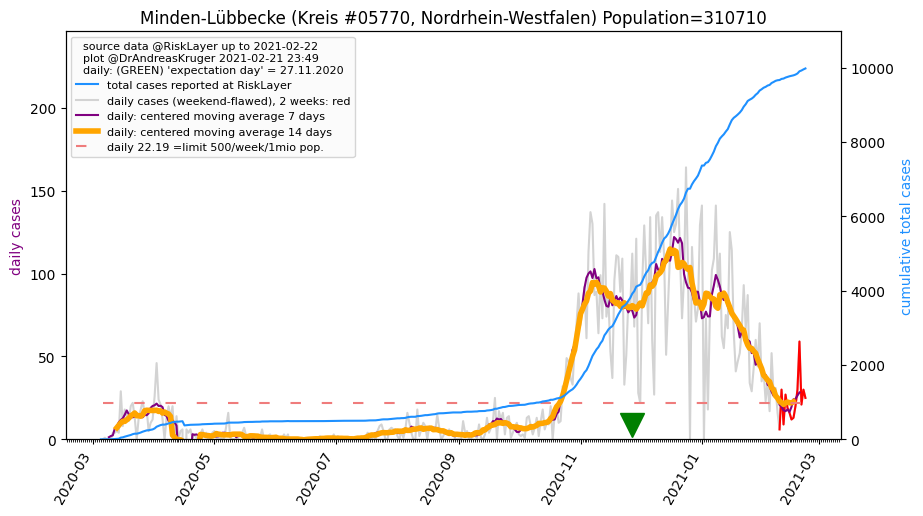 Minden-Lübbecke (Kreis #05770, Nordrhein-Westfalen) Population=310710
source data @RiskLayer up to 2021-02-22
plot @DrAndreasKruger 2021-02-21 23:49
daily: (GREEN) 'expectation day' = 27.11.2020
total cases reported at RiskLayer
daily cases (weekend-flawed), 2 weeks: red
daily: centered moving average 7 days
daily: centered moving average 14 days
daily 22.19 =limit 500/week/1mio pop.
daily cases
200
150
100
50
0
cumulative total cases
10000
8000
6000
4000
2000
0
2020-03
2020-05
2020-07
2020-09
2020-11
2021-01
2021-03